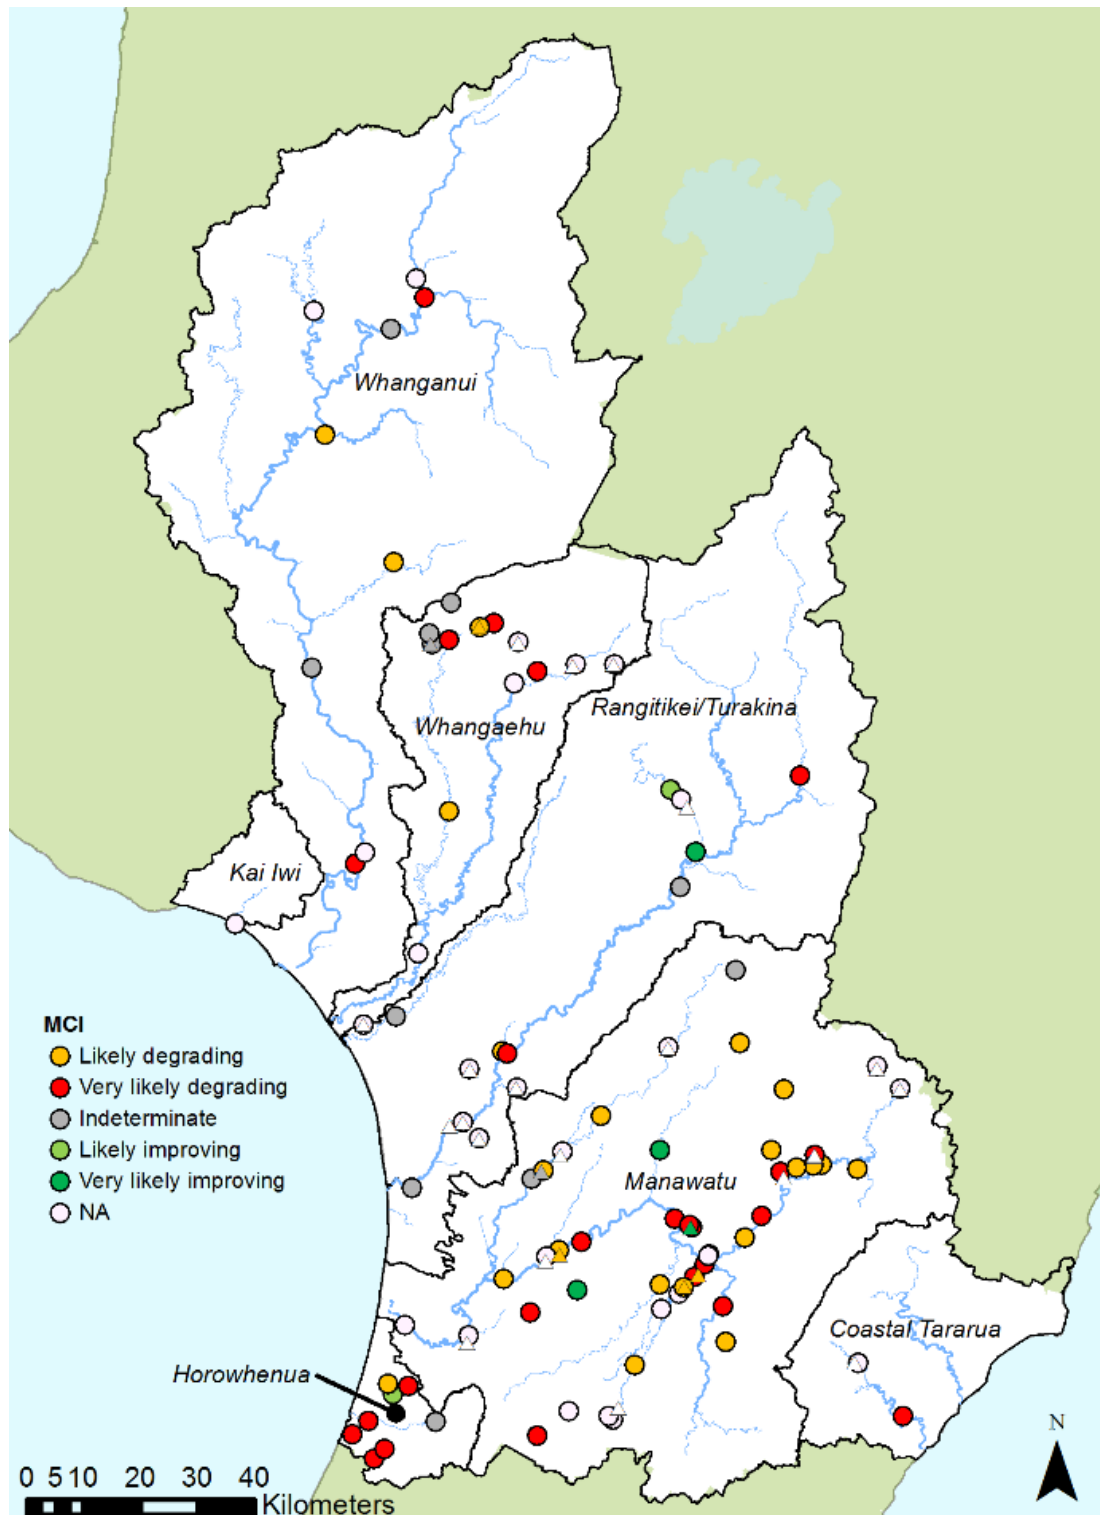 Whanganui
Rangitikei/Turakina
Whangaehu
Kai Iwi
MCI
Likely degrading
Very likely degrading
Indeterminate
Likely improving
Very likely improving
NA
Manawatu
Coastal Tararua
Horowhenua
N
0 5 10 20 30 40
Kilometers